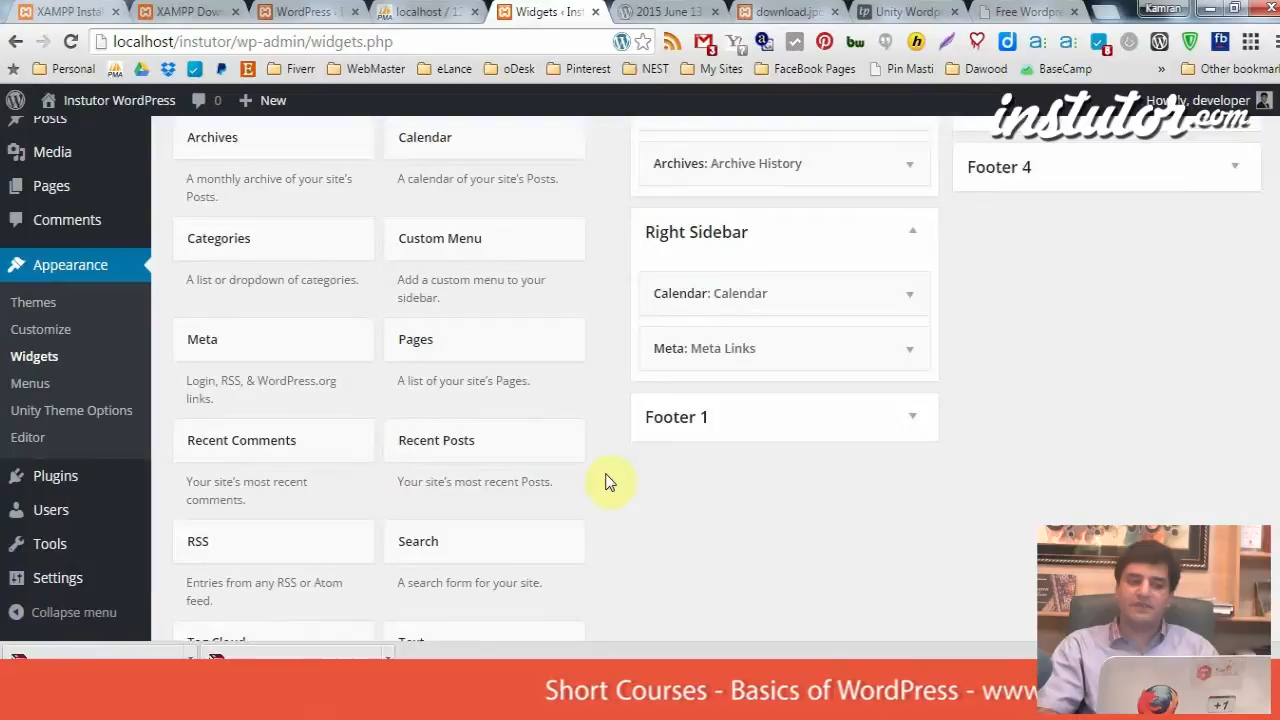 XAMPP Instal
XAMPP Dow
WordPress ›
localhost / 12
Widgets ‹ Inst
2015 June 13
download.jp
Unity Wordpr
Free Wordpre
Kamran
localhost/instutor/wp-admin/widgets.php
Personal
Fiverr
WebMaster
eLance
oDesk
Pinterest
NEST
My Sites
FaceBook Pages
Pin Masti
Dawood
BaseCamp
»
Other bookmar
Instutor WordPress
0
New
Howdy, developer
instutor.com
Posts
Media
Pages
Comments
Appearance
Themes
Customize
Widgets
Menus
Unity Theme Options
Editor
Plugins
Users
Tools
Settings
Collapse menu
Archives
A monthly archive of your site's
Posts.
Calendar
A calendar of your site's Posts.
Categories
A list or dropdown of categories.
Custom Menu
Add a custom menu to your
sidebar.
Meta
Login, RSS, & WordPress.org
links.
Pages
A list of your site's Pages.
Recent Comments
Your site's most recent
comments.
Recent Posts
Your site's most recent Posts.
RSS
Entries from any RSS or Atom
feed.
Search
A search form for your site.
Tag Cloud
Text
Archives: Archive History
Right Sidebar
Calendar: Calendar
Meta: Meta Links
Footer 1
Footer 4
Short Courses - Basics of WordPress - www
+1